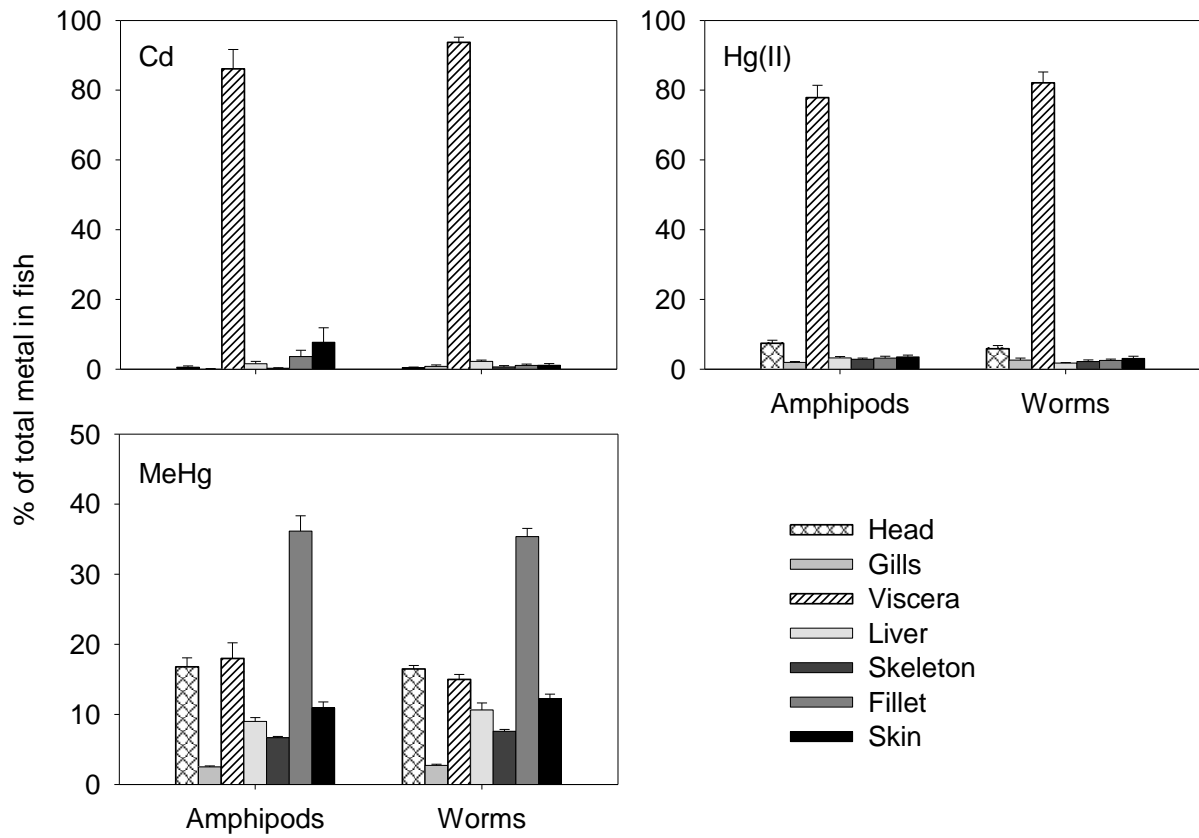 % of total metal in fish
100
80
60
40
20
0
Cd
100
80
60
40
20
0
Hg(II)
Amphipods Worms
50
40
30
20
10
0
MeHg
Amphipods Worms
Head
Gills
Viscera
Liver
Skeleton
Fillet
Skin